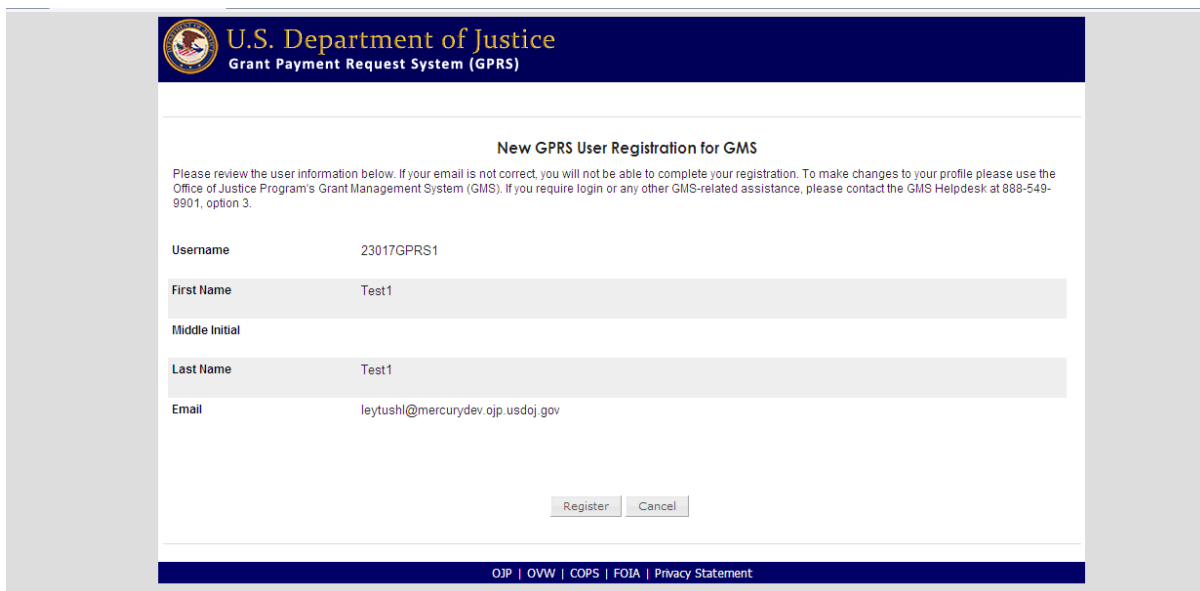 U.S. Department of Justice
Grant Payment Request System (GPRS)
New GPRS User Registration for GMS
Please review the user information below. If your email is not correct, you will not be able to complete your registration. To make changes to your profile please use the
Office of Justice Program's Grant Management System (GMS). If you require login or any other GMS-related assistance, please contact the GMS Helpdesk at 888-549-
9901, option 3.
Username 23017GPRS1
First Name Test1
Middle Initial
Last Name Test1
Email leytushl@mercurydev.ojp.usdoj.gov
Register Cancel
OJP | OVW | COPS | FOIA | Privacy Statement